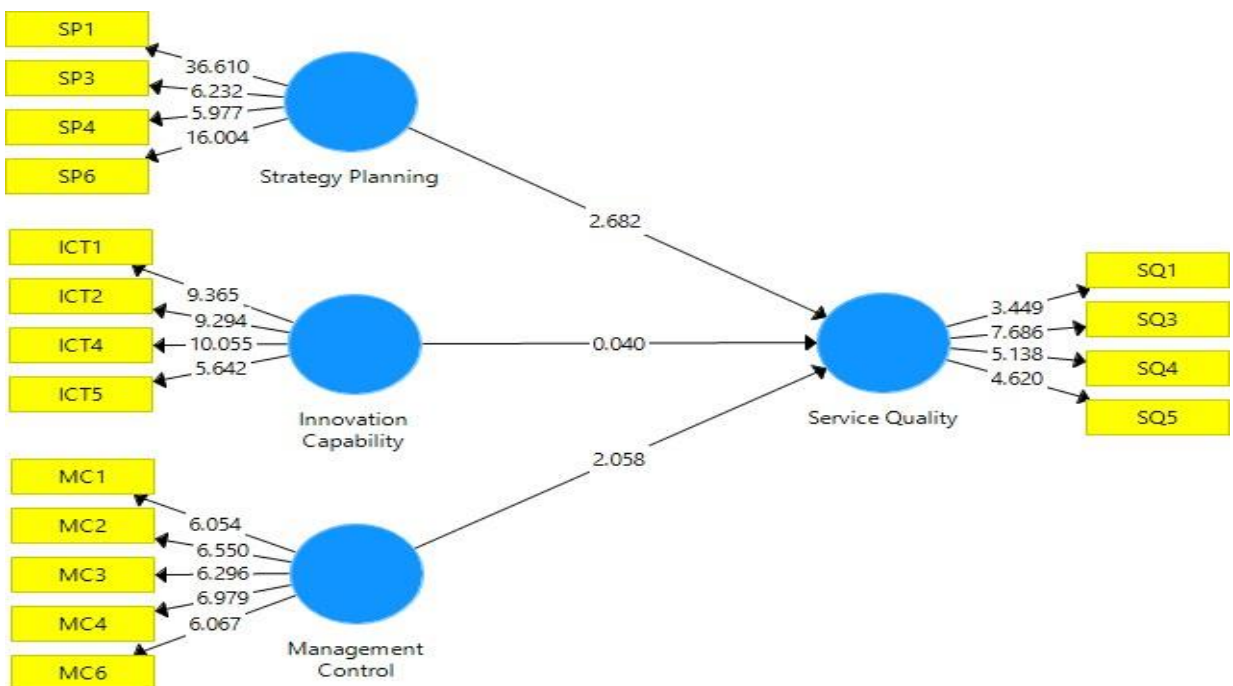 SP1
SP3
SP4
SP6
36.610
6.232
5.977
16.004
Strategy Planning
2.682
ICT1
ICT2
ICT4
ICT5
9.365
9.294
10.055
5.642
Innovation
Capability
0.040
MC1
MC2
MC3
MC4
MC6
6.054
6.550
6.296
6.979
6.067
Management
Control
2.058
Service Quality
3.449
7.686
5.138
4.620
SQ1
SQ3
SQ4
SQ5